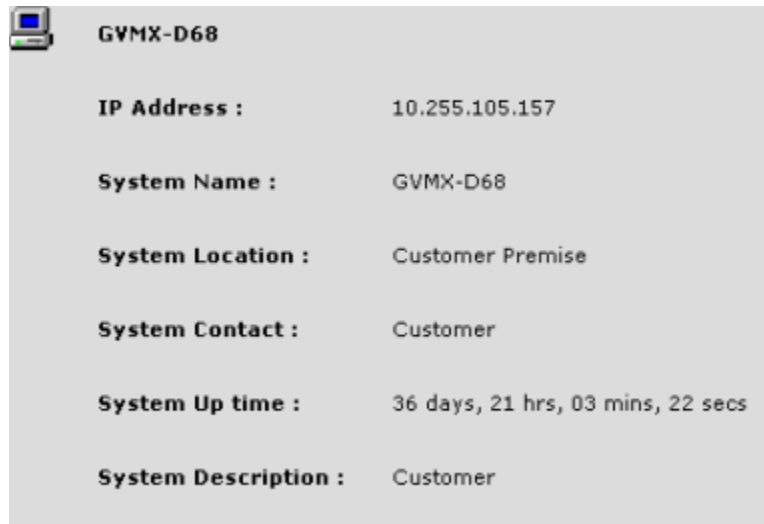 GVMX-D68
IP Address : 10.255.105.157
System Name : GVMX-D68
System Location : Customer Premise
System Contact : Customer
System Up time : 36 days, 21 hrs, 03 mins, 22 secs
System Description : Customer